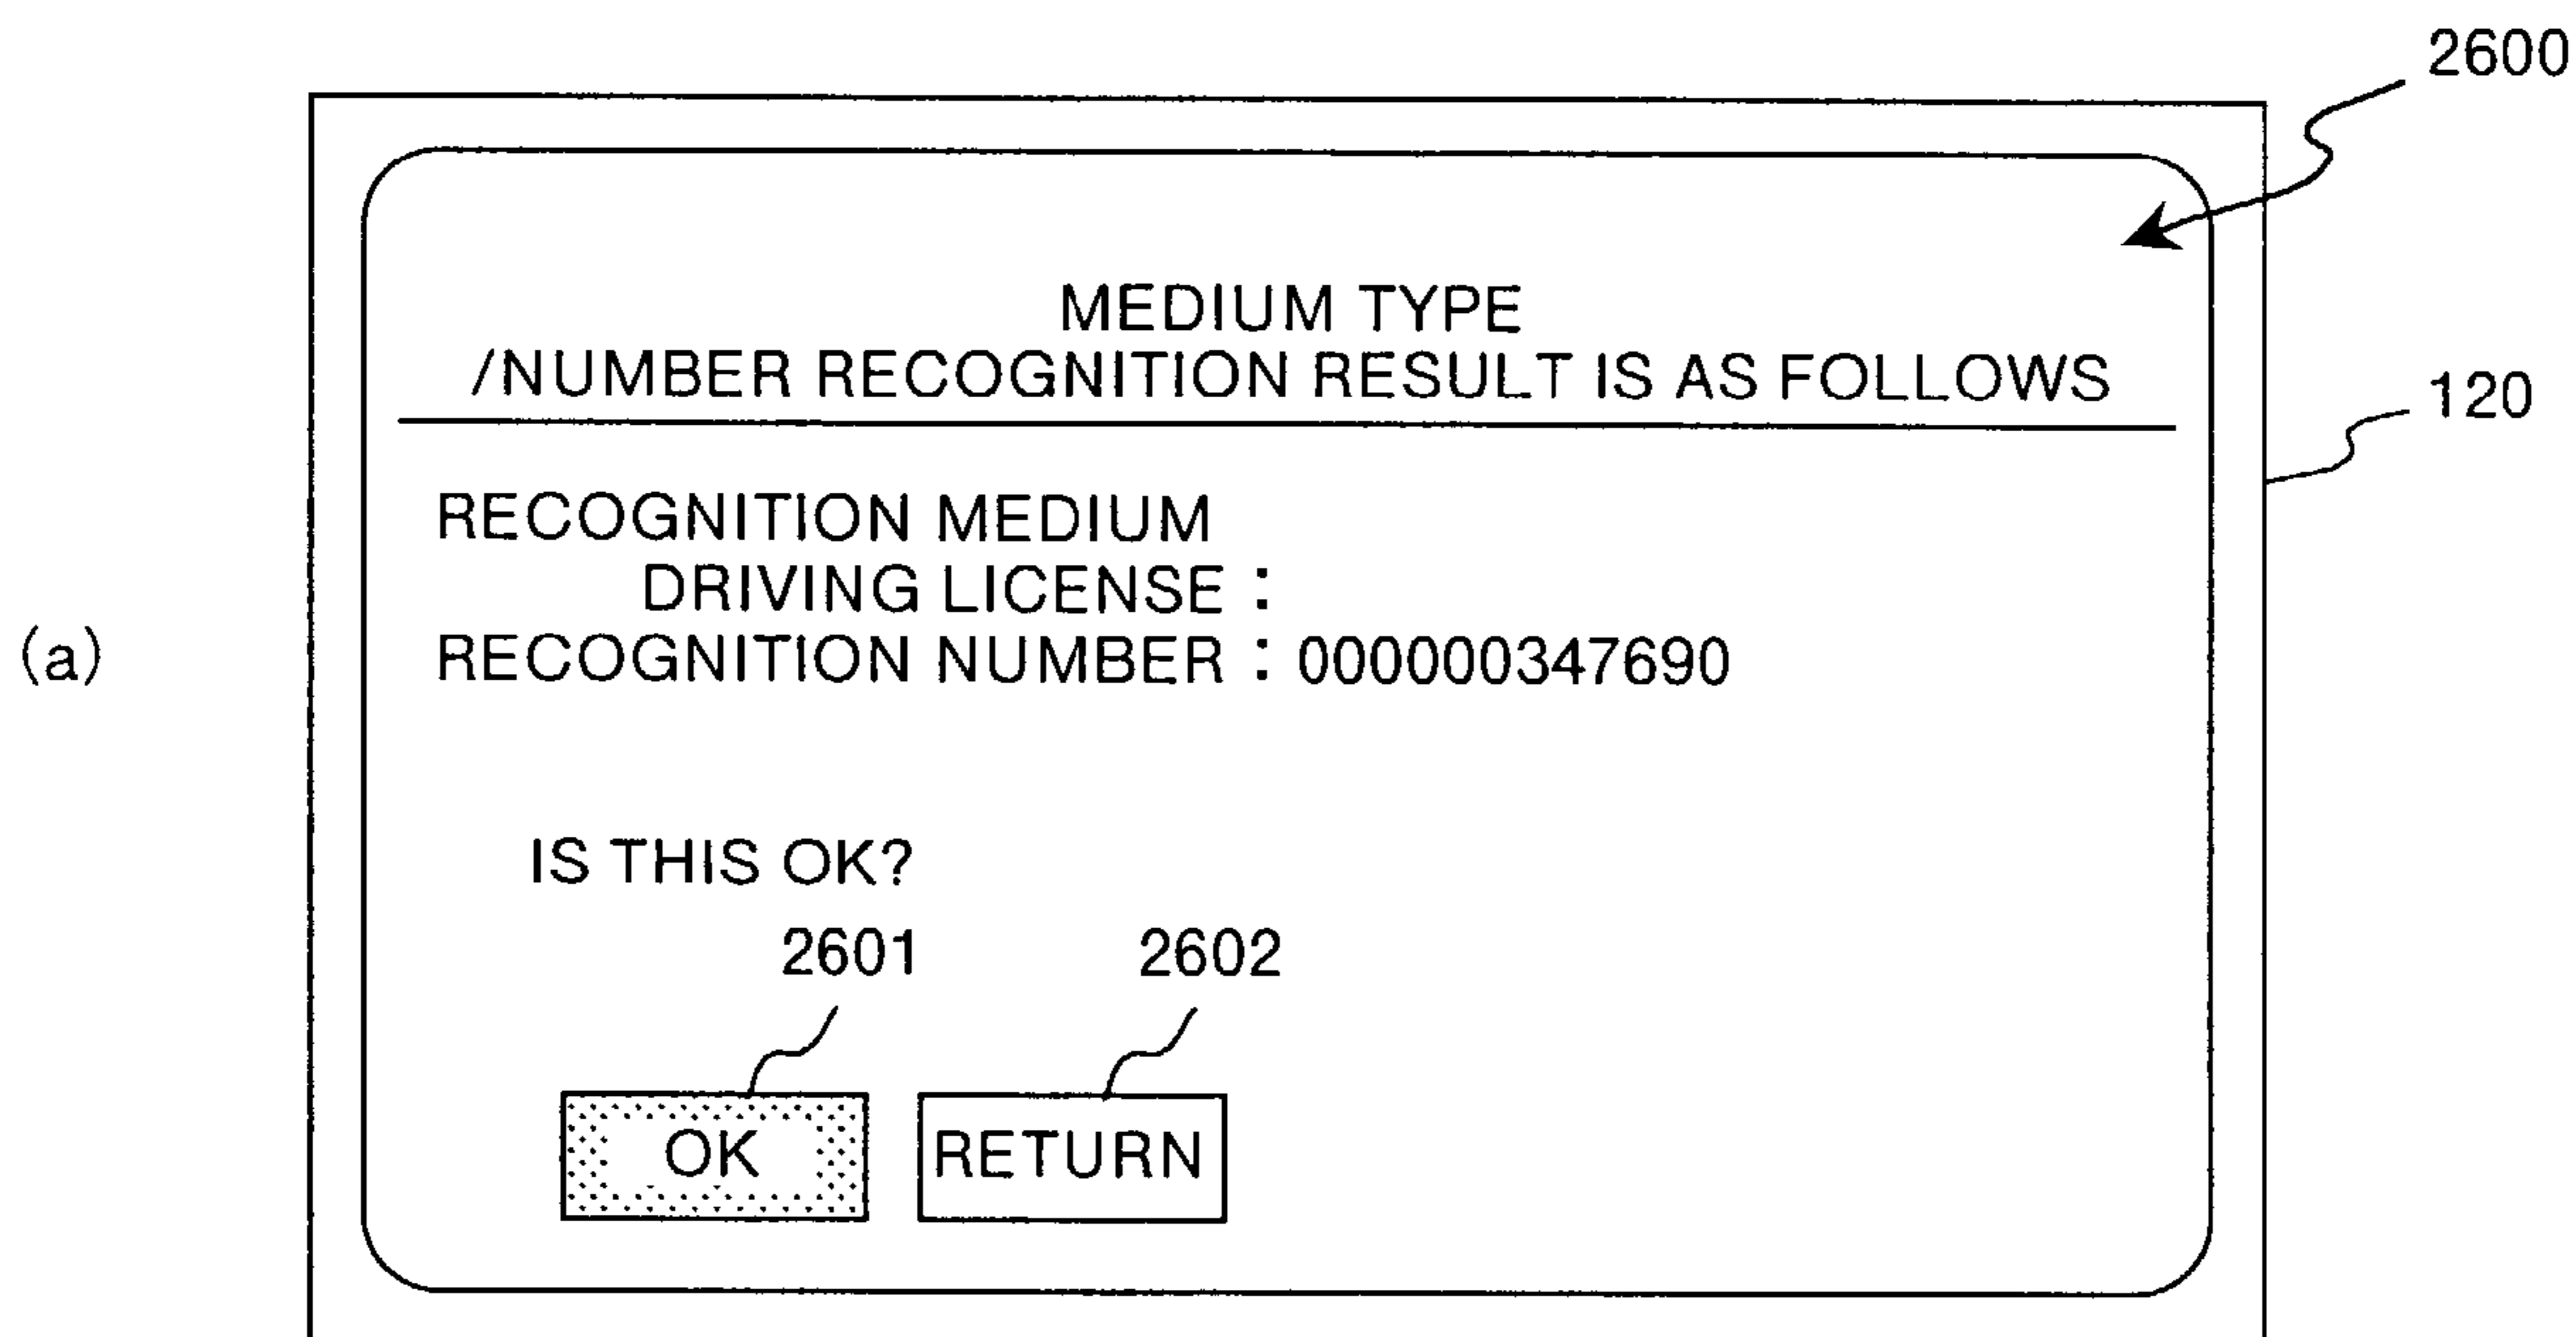 2600
MEDIUM TYPE
/NUMBER RECOGNITION RESULT IS AS FOLLOWS
120
RECOGNITION MEDIUM
DRIVING LICENSE :
(a)
RECOGNITION NUMBER : 000000347690
IS THIS OK?
2601 2602
OK RETURN